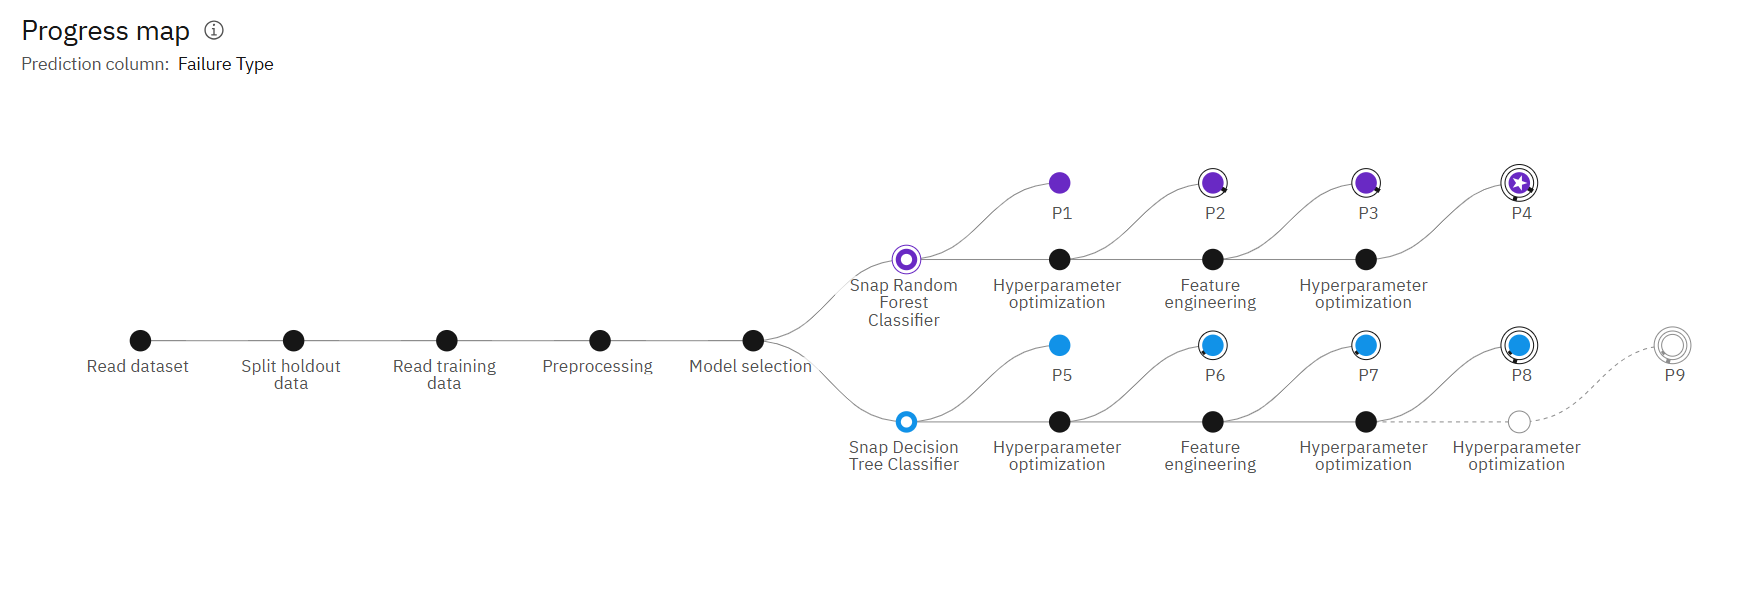 Progress map
Prediction column: Failure Type
P1
P2
P3
P4
Snap Random
Forest
Classifier
Hyperparameter
optimization
Feature
engineering
Hyperparameter
optimization
Read dataset
Split holdout
data
Read training
data
Preprocessing
Model selection
P5
P6
P7
P8
P9
Snap Decision
Tree Classifier
Hyperparameter
optimization
Feature
engineering
Hyperparameter
optimization
Hyperparameter
optimization